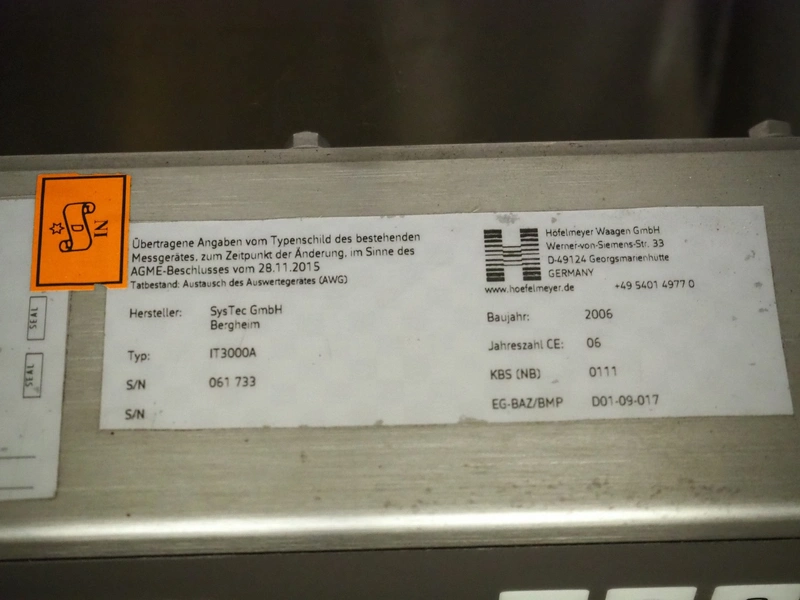 Übertragene Angaben vom Typenschild des bestehenden
Messgerätes, zum Zeitpunkt der Änderung, im Sinne des
AGME-Beschlusses vom 28.11.2015
Tatbestand: Austausch des Auswertegerätes (AWG)
Hersteller: SysTec GmbH
Bergheim
Typ: IT3000A
S/N 061 733
S/N
Höfelmeyer Waagen GmbH
Werner-von-Siemens-Str. 33
D-49124 Georgsmarienhütte
GERMANY
www.hoefelmeyer.de +49 5401 4977 0
Baujahr: 2006
Jahreszahl CE: 06
KBS (NB) 0111
EG-BAZ/BMP D01-09-017
IN
D
SEAL
SEAL